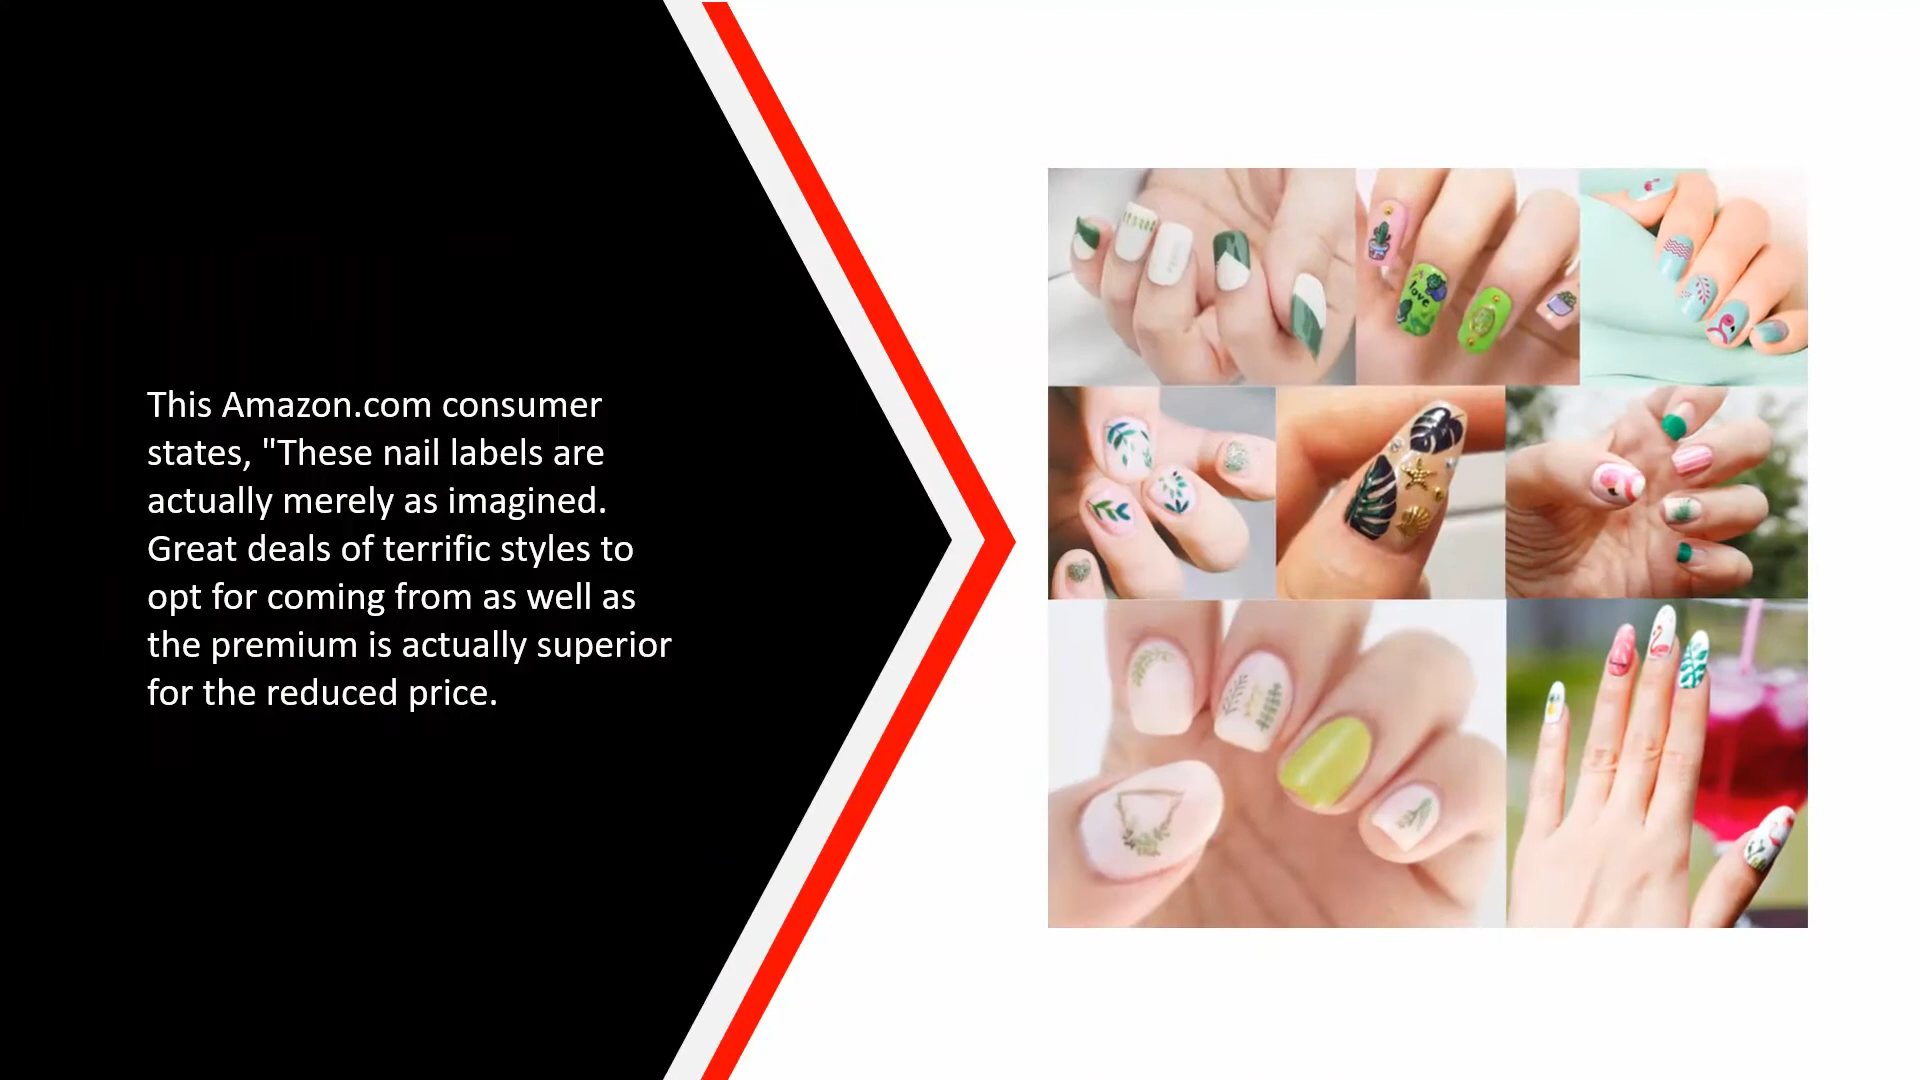 This Amazon.com consumer
states, "These nail labels are
actually merely as imagined.
Great deals of terrific styles to
opt for coming from as well as
the premium is actually superior
for the reduced price.
love